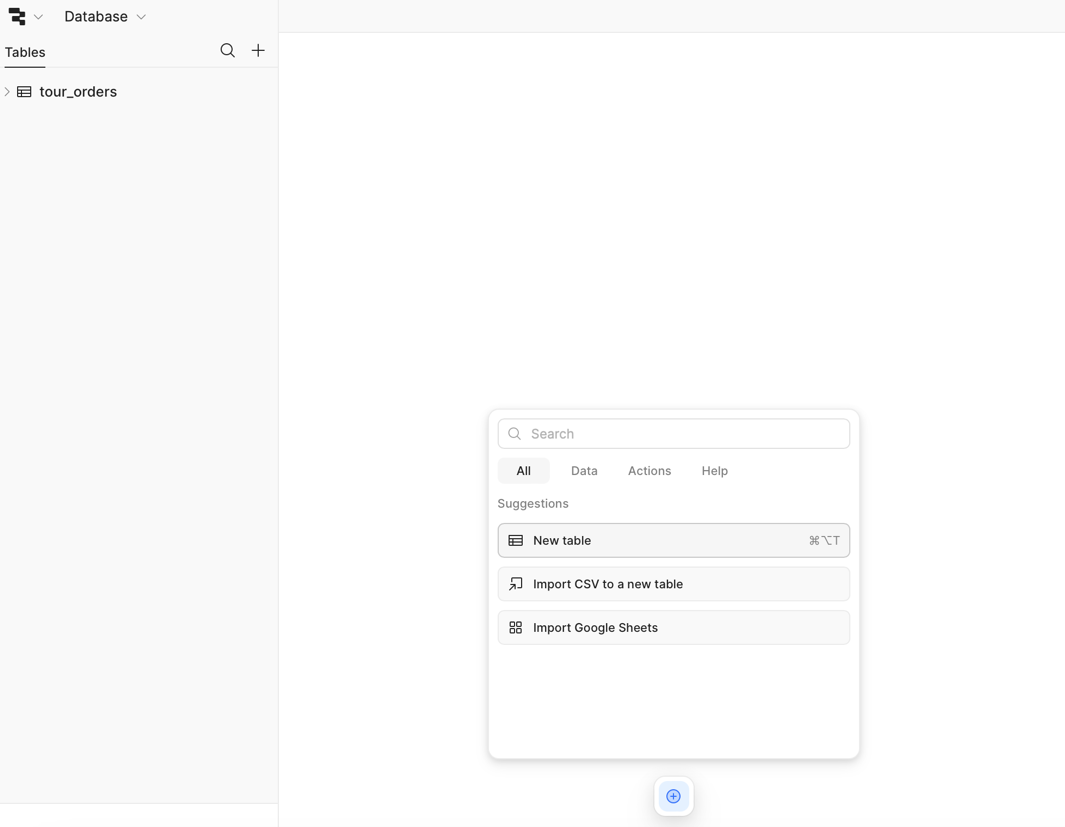 Database
Tables
tour_orders
Search
All Data Actions Help
Suggestions
New table ⌘⌥T
Import CSV to a new table
Import Google Sheets